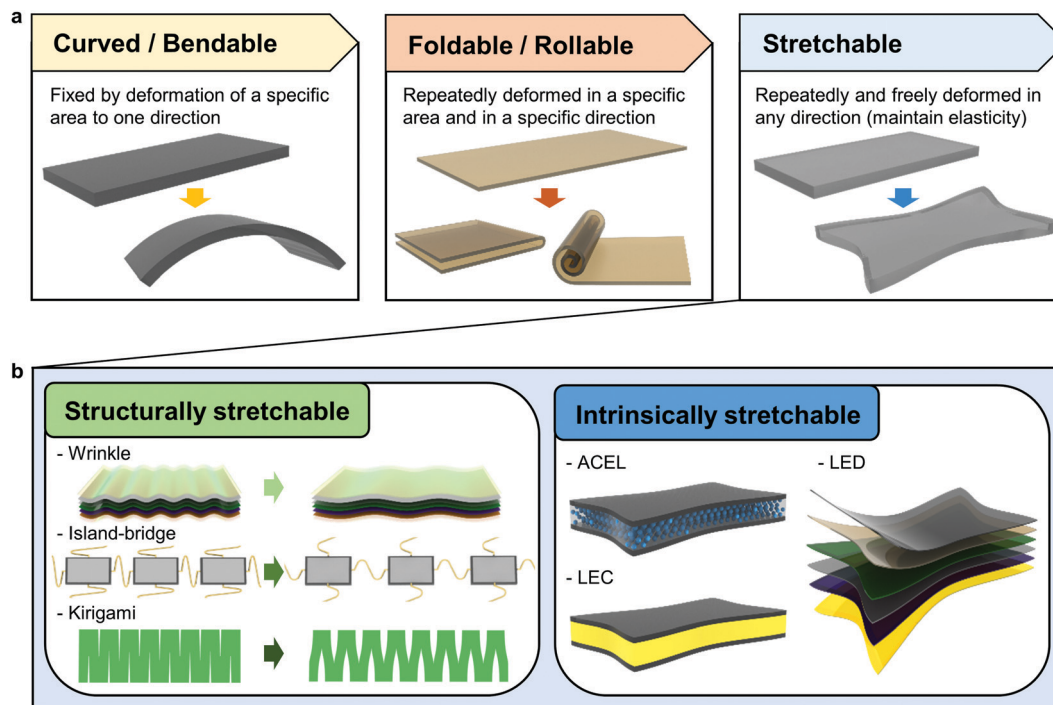 a
Curved / Bendable
Fixed by deformation of a specific
area to one direction
Foldable / Rollable
Repeatedly deformed in a specific
area and in a specific direction
Stretchable
Repeatedly and freely deformed in
any direction (maintain elasticity)
b
Structurally stretchable
- Wrinkle
- Island-bridge
- Kirigami
Intrinsically stretchable
- ACEL
- LEC
- LED